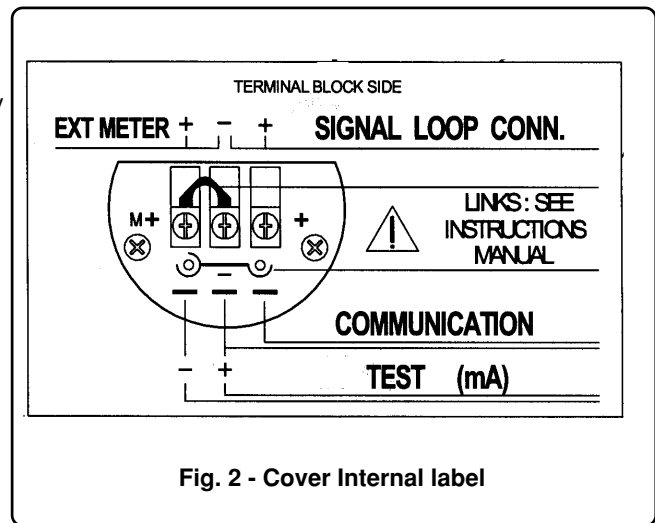 TERMINAL BLOCK SIDE
EXT METER + - + SIGNAL LOOP CONN.
M+ +
LINKS : SEE
INSTRUCTIONS
MANUAL
-
COMMUNICATION
- + TEST (mA)
Fig. 2 - Cover Internal label